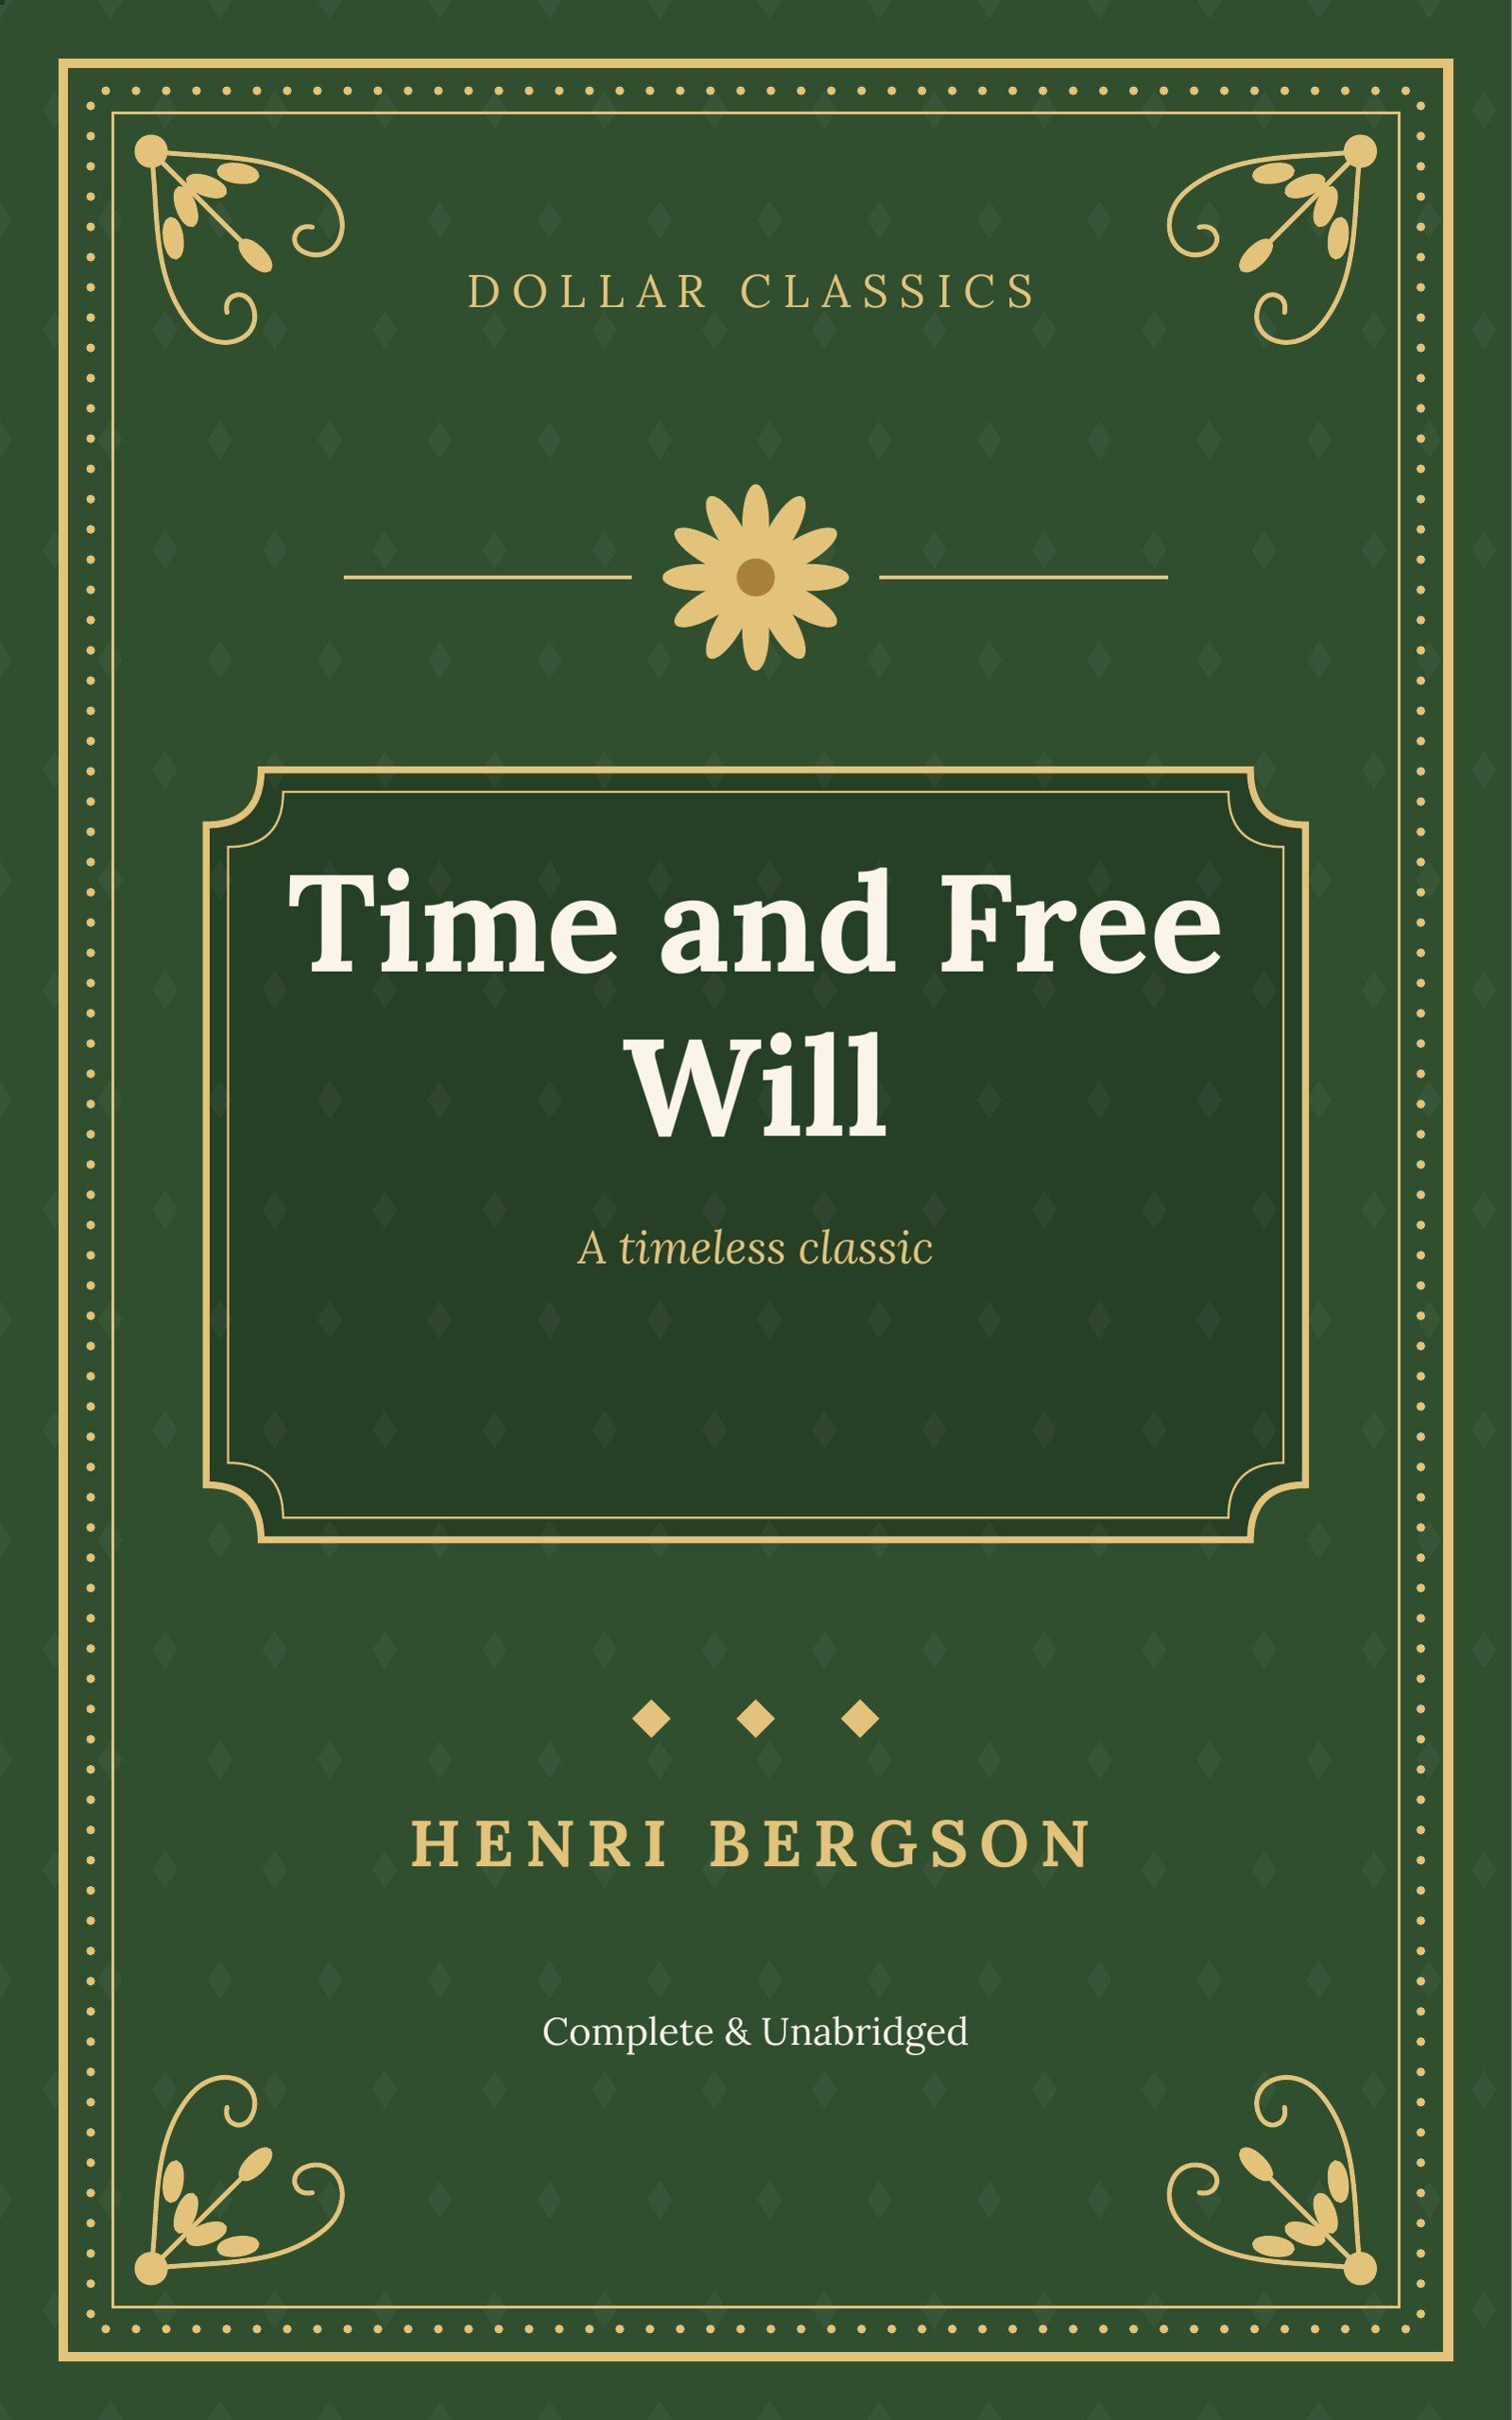 DOLLAR CLASSICS
Time and Free
Will
A timeless classic
HENRI BERGSON
Complete & Unabridged